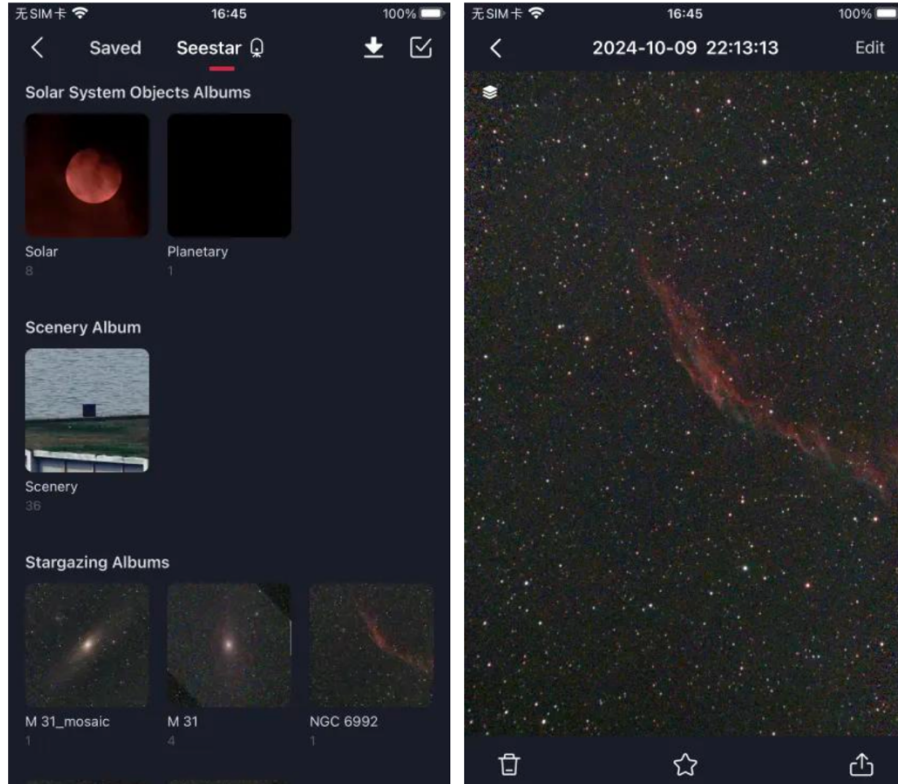 无SIM卡 16:45 100%
Saved Seestar
Solar System Objects Albums
Solar Planetary
8 1
Scenery Album
Scenery
36
Stargazing Albums
M 31_mosaic M 31 NGC 6992
1 4 1
无SIM卡 16:45 100%
2024-10-09 22:13:13 Edit